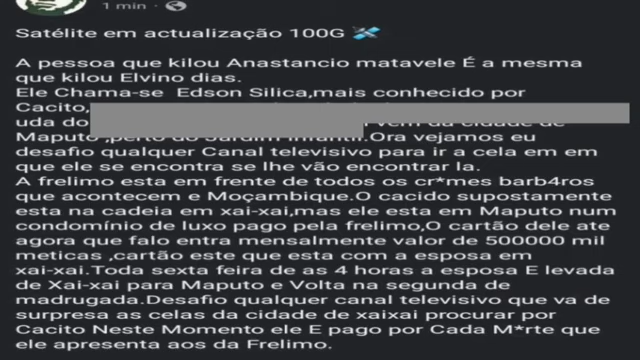 1 min
Satélite em actualização 100G
A pessoa que kilou Anastancio matavele É a mesma
que kilou Elvino dias.
Ele Chama-se Edson Silica,mais conhecido por
Cacito,
uda do vem da cidade de
Maputo ,perto do Jardim infantil.Ora vejamos eu
desafio qualquer Canal televisivo para ir a cela em em
que ele se encontra se lhe vão encontrar la.
A frelimo esta em frente de todos os cr*mes barb4ros
que acontecem e Moçambique.O cacido supostamente
esta na cadeia em xai-xai,mas ele esta em Maputo num
condomínio de luxo pago pela frelimo,O cartão dele ate
agora que falo entra mensalmente valor de 500000 mil
meticas ,cartão este que esta com a esposa em
xai-xai.Toda sexta feira de as 4 horas a esposa E levada
de Xai-xai para Maputo e Volta na segunda de
madrugada.Desafio qualquer canal televisivo que va de
surpresa as celas da cidade de xaixai procurar por
Cacito Neste Momento ele E pago por Cada M*rte que
ele apresenta aos da Frelimo.